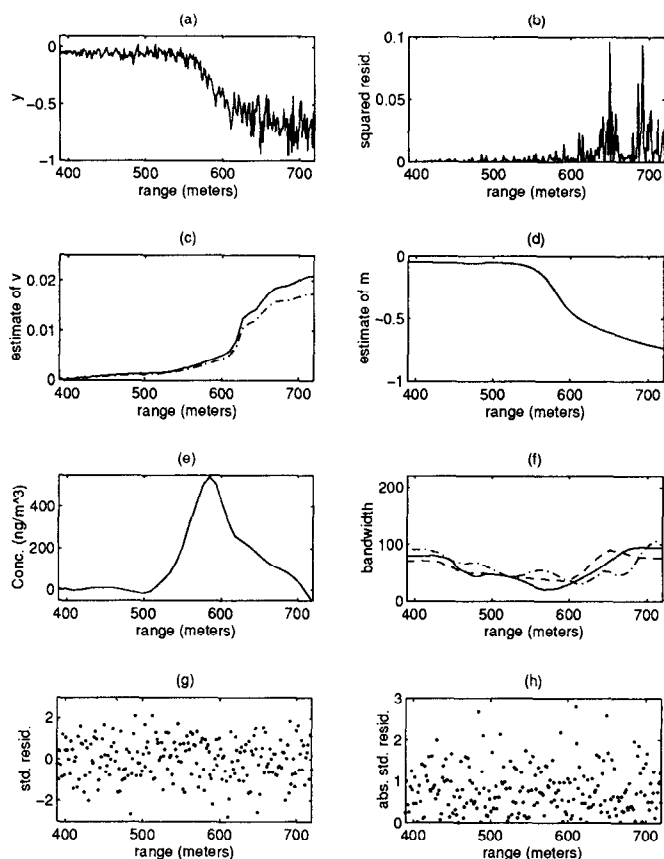 (a)
0
−0.5
−1
y
400 500 600 700
range (meters)
(b)
0.1
0.05
0
squared resid.
400 500 600 700
range (meters)
(c)
0.02
0.01
0
estimate of v
400 500 600 700
range (meters)
(d)
0
−0.5
−1
estimate of m
400 500 600 700
range (meters)
(e)
400
200
0
Conc. (ng/m^3)
400 500 600 700
range (meters)
(f)
200
100
0
bandwidth
400 500 600 700
range (meters)
(g)
2
0
−2
std. resid.
400 500 600 700
range (meters)
(h)
3
2
1
0
abs. std. resid.
400 500 600 700
range (meters)